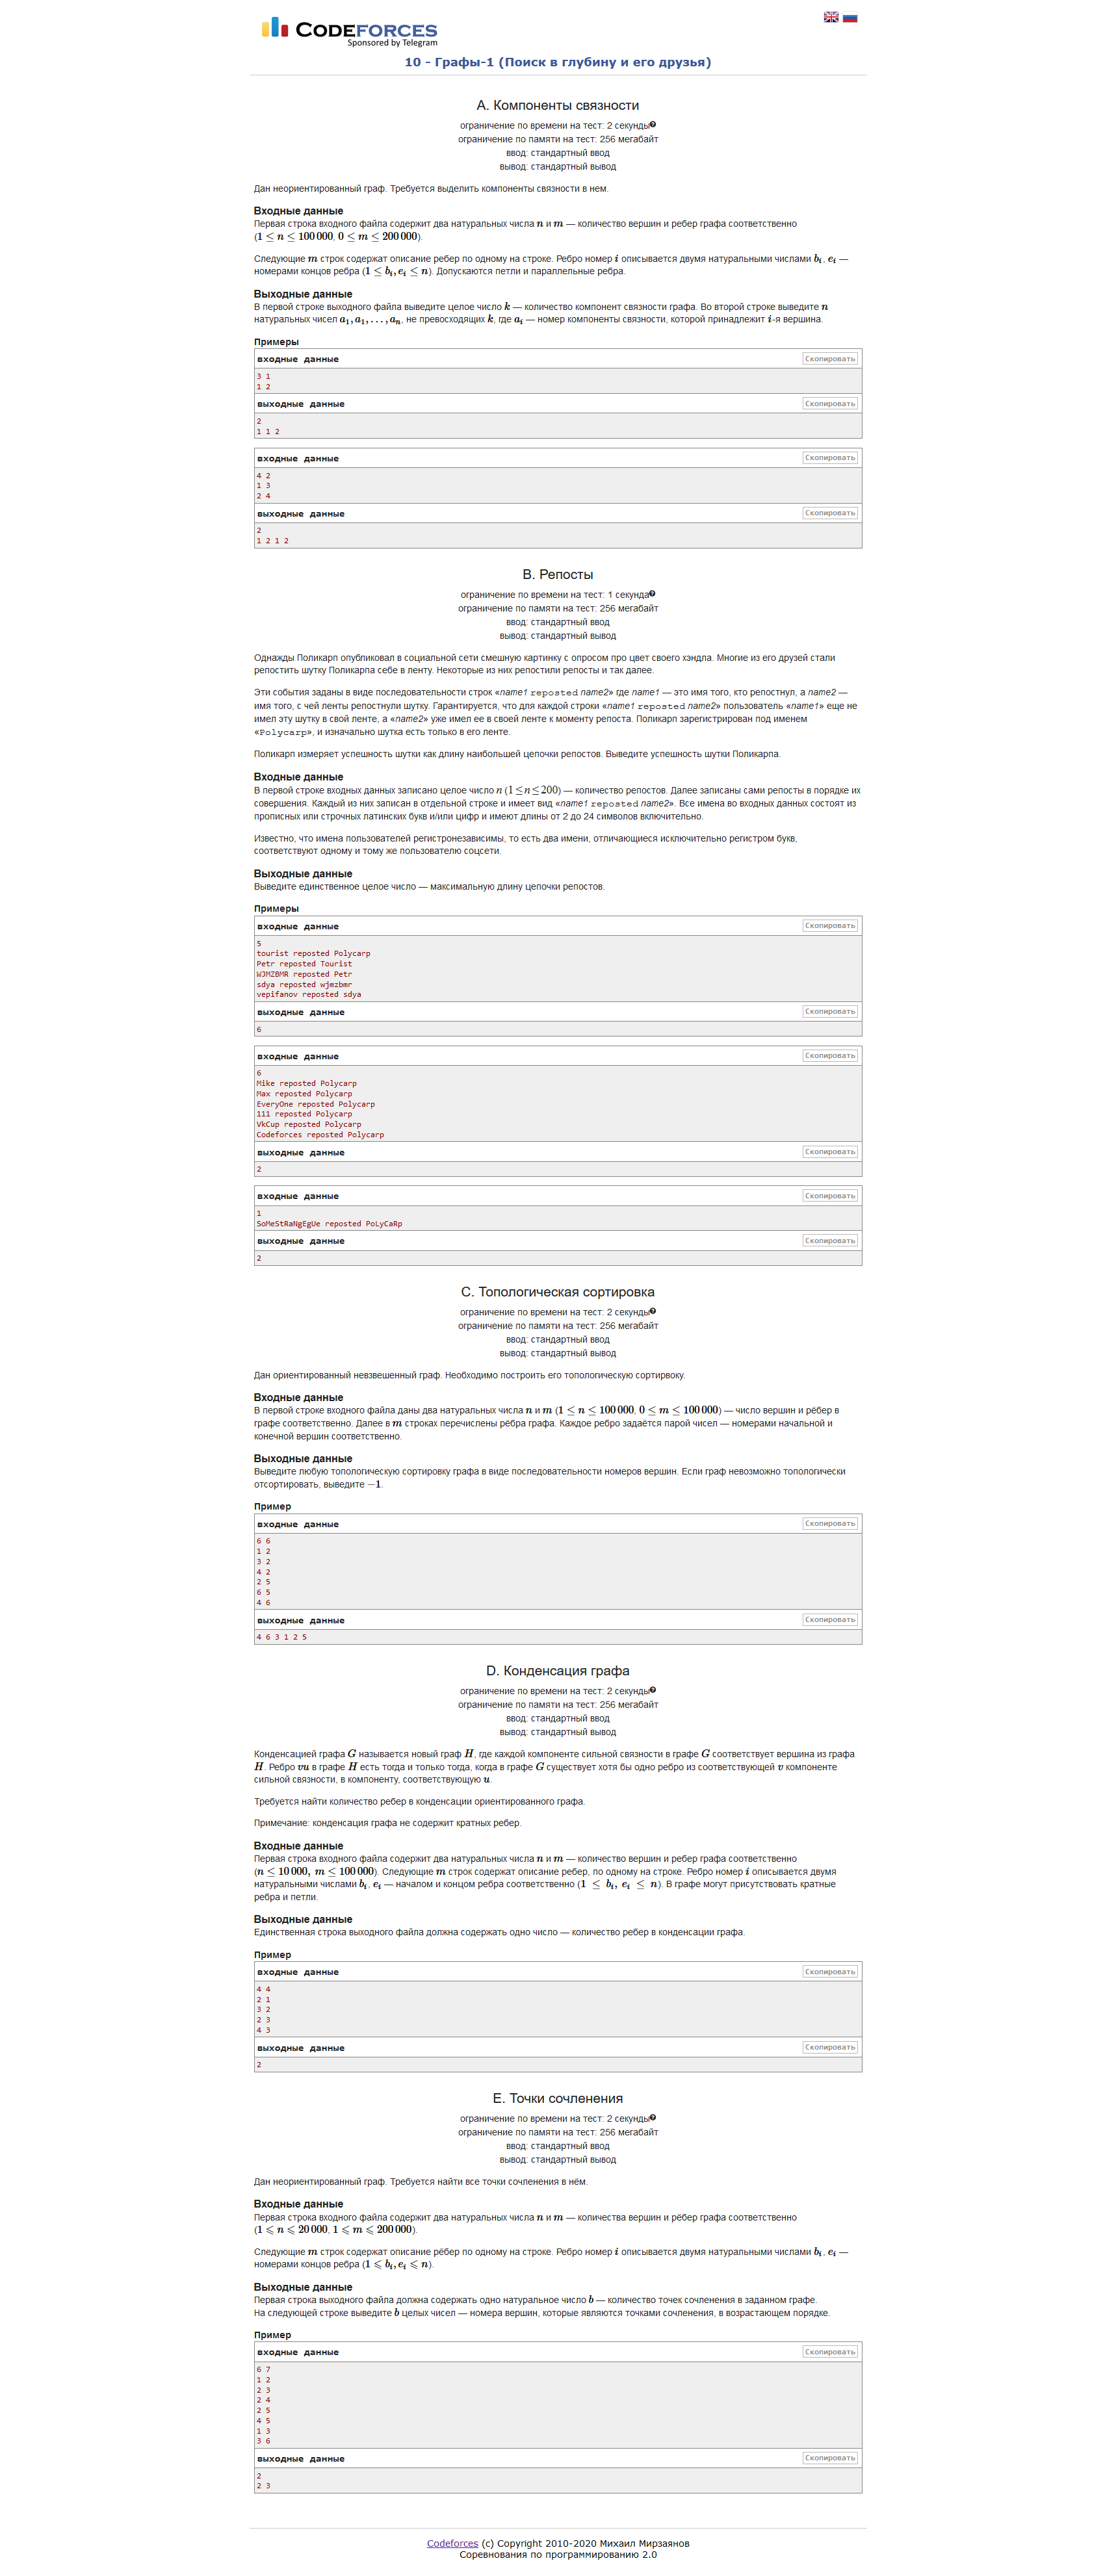 CODEFORCES
Sponsored by Telegram
10 - Графы-1 (Поиск в глубину и его друзья)
A. Компоненты связности
ограничение по времени на тест: 2 секунды
ограничение по памяти на тест: 256 мегабайт
ввод: стандартный ввод
вывод: стандартный вывод
Дан неориентированный граф. Требуется выделить компоненты связности в нем.
Входные данные
Первая строка входного файла содержит два натуральных числа n и m — количество вершин и ребер графа соответственно
(1 ≤ n ≤ 100 000, 0 ≤ m ≤ 200 000).
Следующие m строк содержат описание ребер по одному на строке. Ребро номер i описывается двумя натуральными числами b_i, e_i —
номерами концов ребра (1 ≤ b_i, e_i ≤ n). Допускаются петли и параллельные ребра.
Выходные данные
В первой строке выходного файла выведите целое число k — количество компонент связности графа. Во второй строке выведите n
натуральных чисел a_1, a_1, …, a_n, не превосходящих k, где a_i — номер компоненты связности, которой принадлежит i-я вершина.
Примеры
входные данные Скопировать
3 1
1 2
выходные данные Скопировать
2
1 1 2
входные данные Скопировать
4 2
1 3
2 4
выходные данные Скопировать
2
1 2 1 2
B. Репосты
ограничение по времени на тест: 1 секунда
ограничение по памяти на тест: 256 мегабайт
ввод: стандартный ввод
вывод: стандартный вывод
Однажды Поликарп опубликовал в социальной сети смешную картинку с опросом про цвет своего хэндла. Многие из его друзей стали
репостить шутку Поликарпа себе в ленту. Некоторые из них репостили репосты и так далее.
Эти события заданы в виде последовательности строк «name1 reposted name2» где name1 — это имя того, кто репостнул, а name2 —
имя того, с чей ленты репостнули шутку. Гарантируется, что для каждой строки «name1 reposted name2» пользователь «name1» еще не
имел эту шутку в свой ленте, а «name2» уже имел ее в своей ленте к моменту репоста. Поликарп зарегистрирован под именем
«Polycarp», и изначально шутка есть только в его ленте.
Поликарп измеряет успешность шутки как длину наибольшей цепочки репостов. Выведите успешность шутки Поликарпа.
Входные данные
В первой строке входных данных записано целое число n (1 ≤ n ≤ 200) — количество репостов. Далее записаны сами репосты в порядке их
совершения. Каждый из них записан в отдельной строке и имеет вид «name1 reposted name2». Все имена во входных данных состоят из
прописных или строчных латинских букв и/или цифр и имеют длины от 2 до 24 символов включительно.
Известно, что имена пользователей регистронезависимы, то есть два имени, отличающиеся исключительно регистром букв,
соответствуют одному и тому же пользователю соцсети.
Выходные данные
Выведите единственное целое число — максимальную длину цепочки репостов.
Примеры
входные данные Скопировать
5
tourist reposted Polycarp
Petr reposted Tourist
WJMZBMR reposted Petr
sdya reposted wjmzbmr
vepifanov reposted sdya
выходные данные Скопировать
6
входные данные Скопировать
6
Mike reposted Polycarp
Max reposted Polycarp
EveryOne reposted Polycarp
111 reposted Polycarp
VkCup reposted Polycarp
Codeforces reposted Polycarp
выходные данные Скопировать
2
входные данные Скопировать
1
SoMeStRaNgEgUe reposted PoLyCaRp
выходные данные Скопировать
2
C. Топологическая сортировка
ограничение по времени на тест: 2 секунды
ограничение по памяти на тест: 256 мегабайт
ввод: стандартный ввод
вывод: стандартный вывод
Дан ориентированный невзвешенный граф. Необходимо построить его топологическую сортирвоку.
Входные данные
В первой строке входного файла даны два натуральных числа n и m (1 ≤ n ≤ 100 000, 0 ≤ m ≤ 100 000) — число вершин и рёбер в
графе соответственно. Далее в m строках перечислены рёбра графа. Каждое ребро задаётся парой чисел — номерами начальной и
конечной вершин соответственно.
Выходные данные
Выведите любую топологическую сортировку графа в виде последовательности номеров вершин. Если граф невозможно топологически
отсортировать, выведите −1.
Пример
входные данные Скопировать
6 6
1 2
3 2
4 2
2 5
6 5
4 6
выходные данные Скопировать
4 6 3 1 2 5
D. Конденсация графа
ограничение по времени на тест: 2 секунды
ограничение по памяти на тест: 256 мегабайт
ввод: стандартный ввод
вывод: стандартный вывод
Конденсацией графа G называется новый граф H, где каждой компоненте сильной связности в графе G соответствует вершина из графа
H. Ребро vu в графе H есть тогда и только тогда, когда в графе G существует хотя бы одно ребро из соответствующей v компоненте
сильной связности, в компоненту, соответствующую u.
Требуется найти количество ребер в конденсации ориентированного графа.
Примечание: конденсация графа не содержит кратных ребер.
Входные данные
Первая строка входного файла содержит два натуральных числа n и m — количество вершин и ребер графа соответственно
(n ≤ 10 000, m ≤ 100 000). Следующие m строк содержат описание ребер, по одному на строке. Ребро номер i описывается двумя
натуральными числами b_i, e_i — началом и концом ребра соответственно (1 ≤ b_i, e_i ≤ n). В графе могут присутствовать кратные
ребра и петли.
Выходные данные
Единственная строка выходного файла должна содержать одно число — количество ребер в конденсации графа.
Пример
входные данные Скопировать
4 4
2 1
3 2
2 3
4 3
выходные данные Скопировать
2
E. Точки сочленения
ограничение по времени на тест: 2 секунды
ограничение по памяти на тест: 256 мегабайт
ввод: стандартный ввод
вывод: стандартный вывод
Дан неориентированный граф. Требуется найти все точки сочленения в нём.
Входные данные
Первая строка входного файла содержит два натуральных числа n и m — количества вершин и рёбер графа соответственно
(1 ⩽ n ⩽ 20 000, 1 ⩽ m ⩽ 200 000).
Следующие m строк содержат описание рёбер по одному на строке. Ребро номер i описывается двумя натуральными числами b_i, e_i —
номерами концов ребра (1 ⩽ b_i, e_i ⩽ n).
Выходные данные
Первая строка выходного файла должна содержать одно натуральное число b — количество точек сочленения в заданном графе.
На следующей строке выведите b целых чисел — номера вершин, которые являются точками сочленения, в возрастающем порядке.
Пример
входные данные Скопировать
6 7
1 2
2 3
2 4
2 5
4 5
1 3
3 6
выходные данные Скопировать
2
2 3
Codeforces (c) Copyright 2010-2020 Михаил Мирзаянов
Соревнования по программированию 2.0